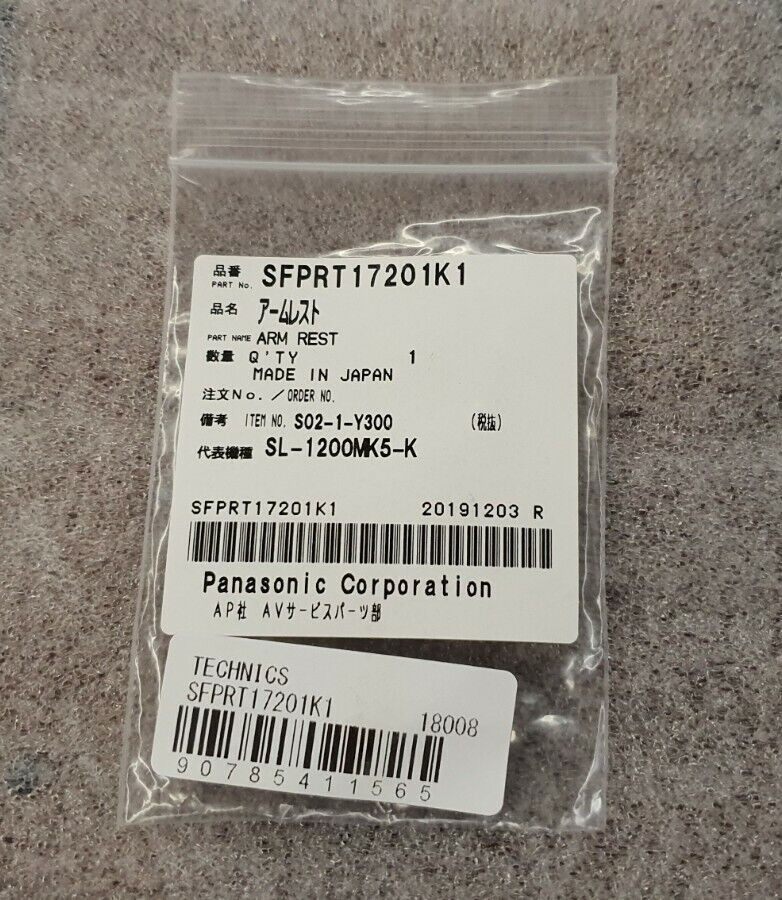 品番
PART No. SFPRT17201K1
品名 アームレスト
PART NAME ARM REST
数量 Q'TY 1
MADE IN JAPAN
注文No.／ORDER NO.
備考 ITEM NO. S02-1-Y300 (税抜)
代表機種 SL-1200MK5-K
SFPRT17201K1 20191203 R
Panasonic Corporation
AP社 AVサービスパーツ部
TECHNICS
SFPRT17201K1 18008
90785411565